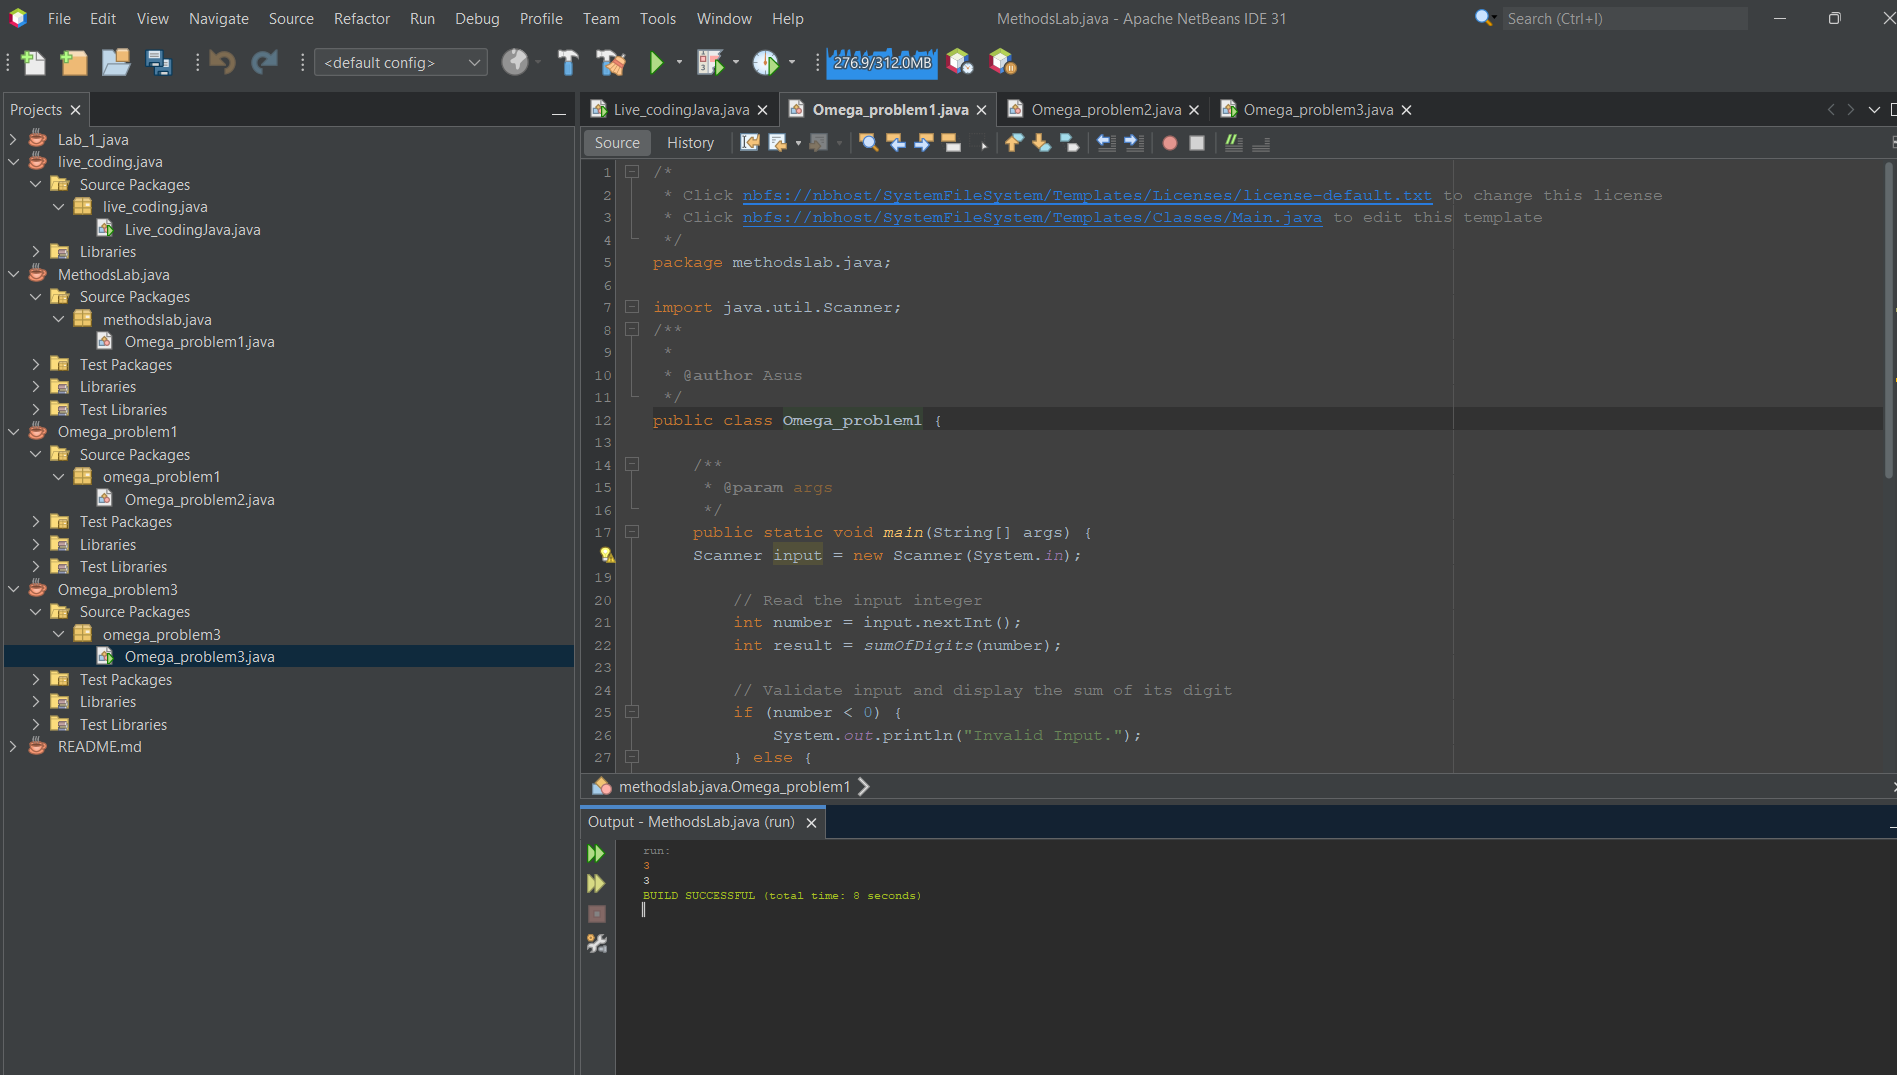 File Edit View Navigate Source Refactor Run Debug Profile Team Tools Window Help MethodsLab.java - Apache NetBeans IDE 31 Search (Ctrl+I)
<default config> 276.9/312.0MB
Projects
Lab_1_java
live_coding.java
Source Packages
live_coding.java
Live_codingJava.java
Libraries
MethodsLab.java
Source Packages
methodslab.java
Omega_problem1.java
Test Packages
Libraries
Test Libraries
Omega_problem1
Source Packages
omega_problem1
Omega_problem2.java
Test Packages
Libraries
Test Libraries
Omega_problem3
Source Packages
omega_problem3
Omega_problem3.java
Test Packages
Libraries
Test Libraries
README.md
Live_codingJava.java Omega_problem1.java Omega_problem2.java Omega_problem3.java
Source History
1 /*
2 * Click nbfs://nbhost/SystemFileSystem/Templates/Licenses/license-default.txt to change this license
3 * Click nbfs://nbhost/SystemFileSystem/Templates/Classes/Main.java to edit this template
4 */
5 package methodslab.java;
6
7 import java.util.Scanner;
8 /**
9 *
10 * @author Asus
11 */
12 public class Omega_problem1 {
13
14 /**
15 * @param args
16 */
17 public static void main(String[] args) {
Scanner input = new Scanner(System.in);
19
20 // Read the input integer
21 int number = input.nextInt();
22 int result = sumOfDigits(number);
23
24 // Validate input and display the sum of its digit
25 if (number < 0) {
26 System.out.println("Invalid Input.");
27 } else {
methodslab.java.Omega_problem1
Output - MethodsLab.java (run)
run:
3
3
BUILD SUCCESSFUL (total time: 8 seconds)